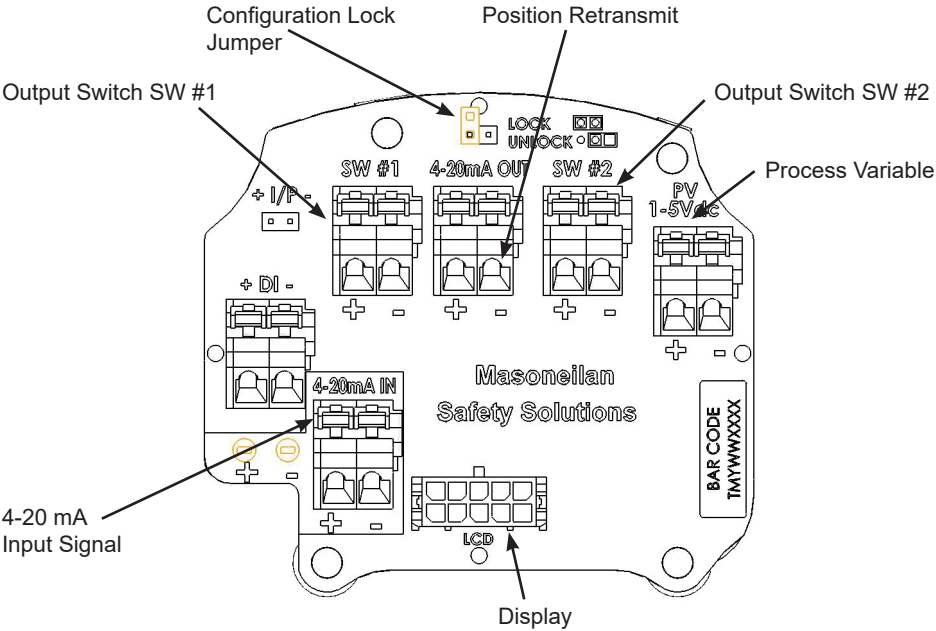 Configuration Lock
Jumper
Position Retransmit
Output Switch SW #1
Output Switch SW #2
LOCK
UNLOCK
SW #1
4-20mA OUT
SW #2
Process Variable
+ I/P -
PV
1-5Vdc
+ DI -
+ -
+ -
+ -
+ -
4-20mA IN
Masoneilan
Safety Solutions
+ -
BAR CODE
TMYWWXXXX
4-20 mA
Input Signal
+ -
LCD
Display